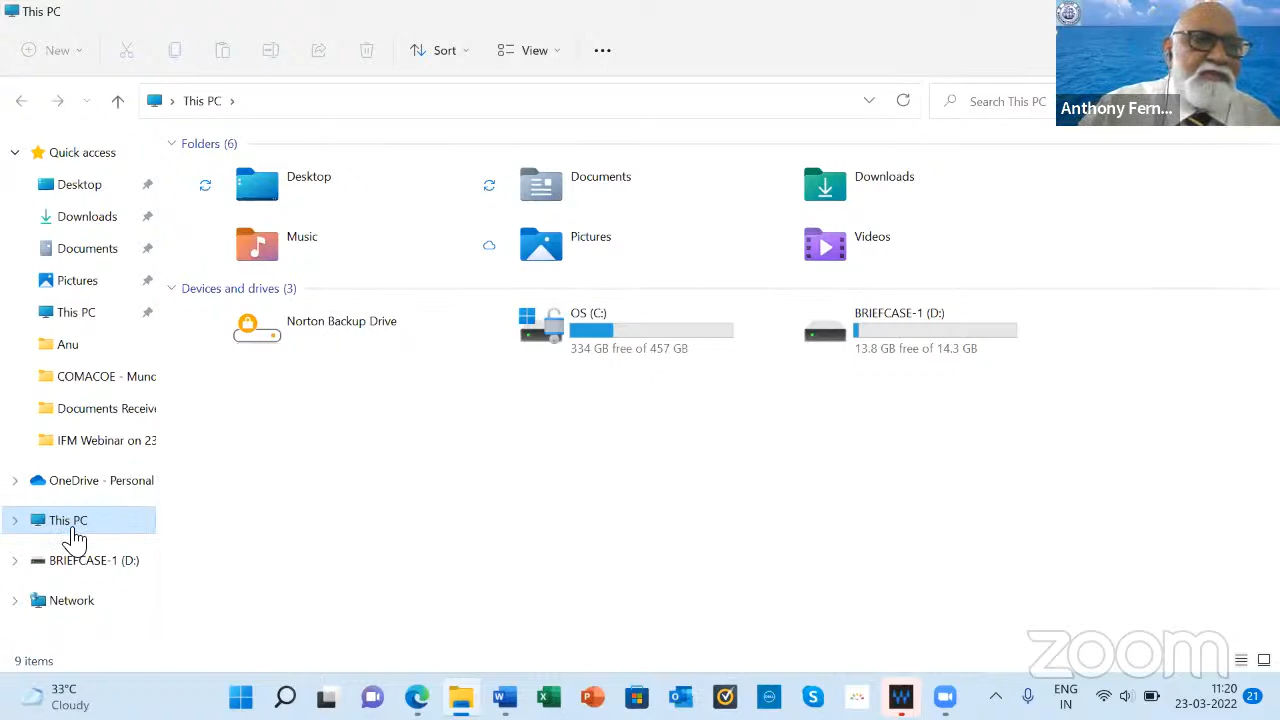 This PC
New
Sort
View
This PC
Search This PC
Anthony Fern...
Quick access
Desktop
Downloads
Documents
Pictures
This PC
Anu
COMACOE - Mund
Documents Receive
IFM Webinar on 23
OneDrive - Personal
This PC
BRIEFCASE-1 (D:)
Network
Folders (6)
Desktop
Documents
Downloads
Music
Pictures
Videos
Devices and drives (3)
Norton Backup Drive
OS (C:)
334 GB free of 457 GB
BRIEFCASE-1 (D:)
13.8 GB free of 14.3 GB
9 items
zoom
33°C
Cloudy
ENG
IN
11:20
23-03-2022
21